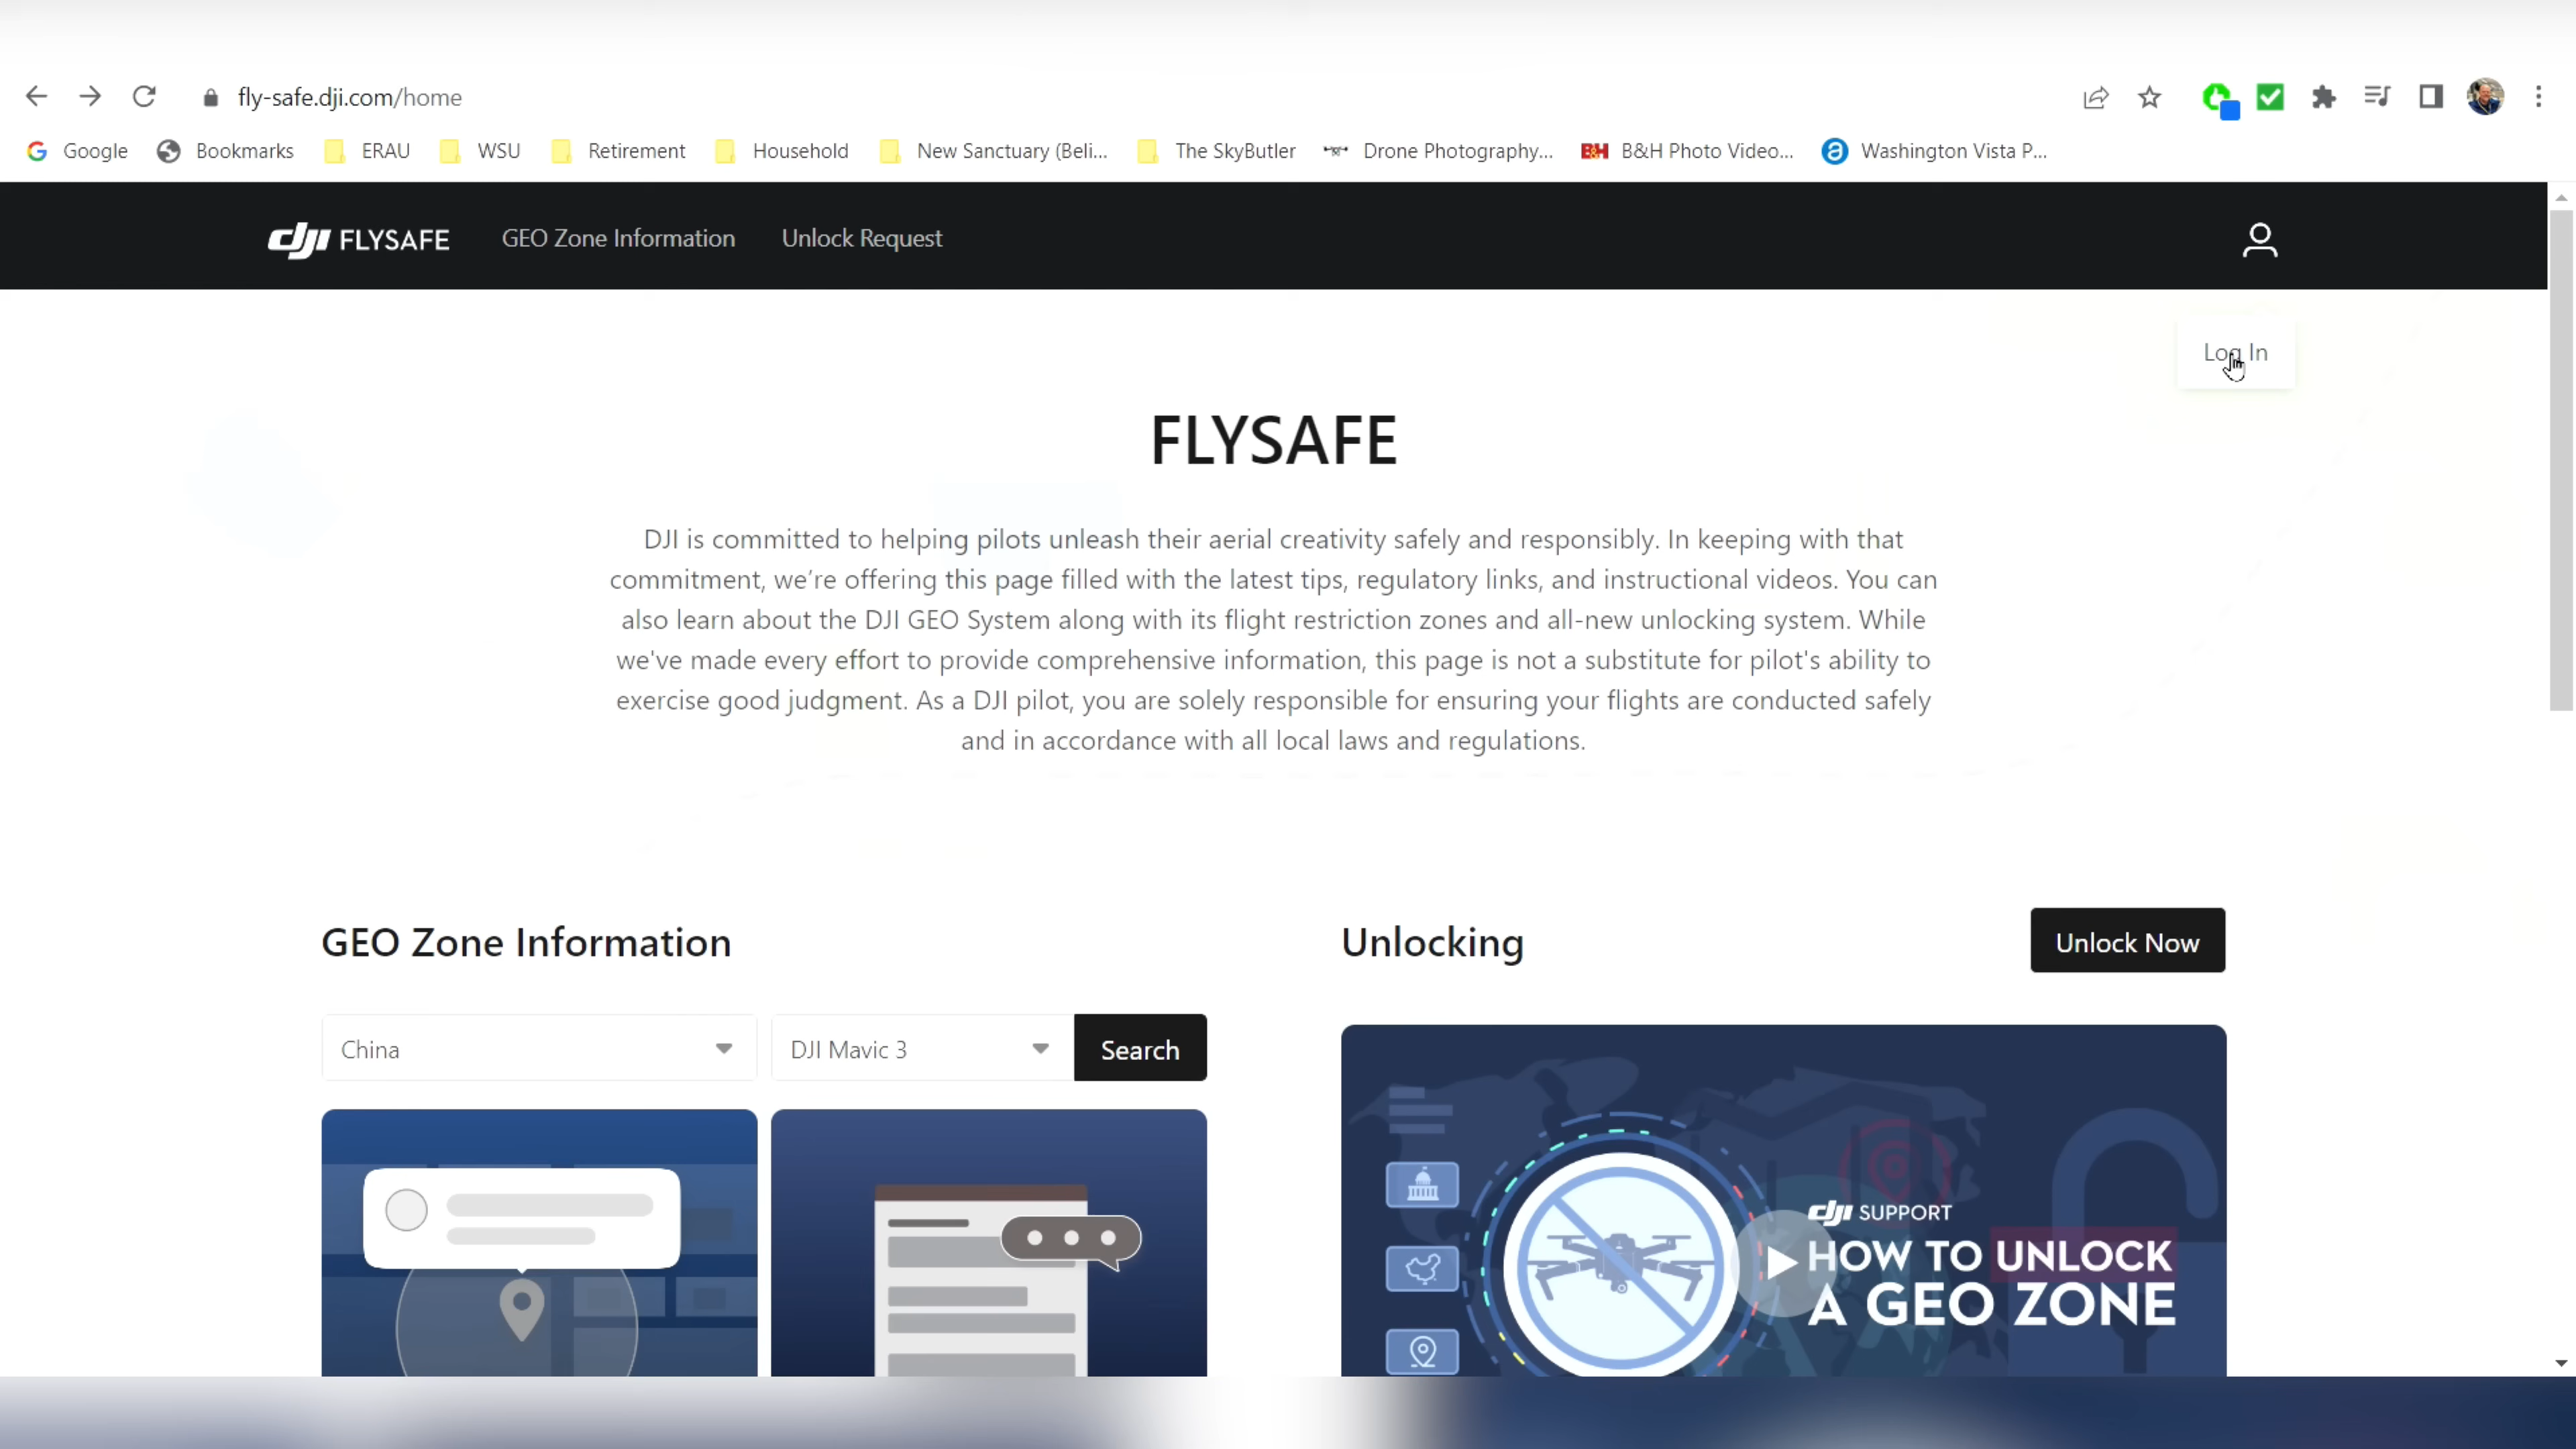 fly-safe.dji.com/home
Google Bookmarks ERAU WSU Retirement Household New Sanctuary (Beli... The SkyButler Drone Photography... B&H B&H Photo Video... Washington Vista P...
dji FLYSAFE GEO Zone Information Unlock Request
Log In
FLYSAFE
DJI is committed to helping pilots unleash their aerial creativity safely and responsibly. In keeping with that
commitment, we’re offering this page filled with the latest tips, regulatory links, and instructional videos. You can
also learn about the DJI GEO System along with its flight restriction zones and all-new unlocking system. While
we've made every effort to provide comprehensive information, this page is not a substitute for pilot's ability to
exercise good judgment. As a DJI pilot, you are solely responsible for ensuring your flights are conducted safely
and in accordance with all local laws and regulations.
GEO Zone Information
China DJI Mavic 3 Search
Unlocking Unlock Now
dji SUPPORT
HOW TO UNLOCK
A GEO ZONE